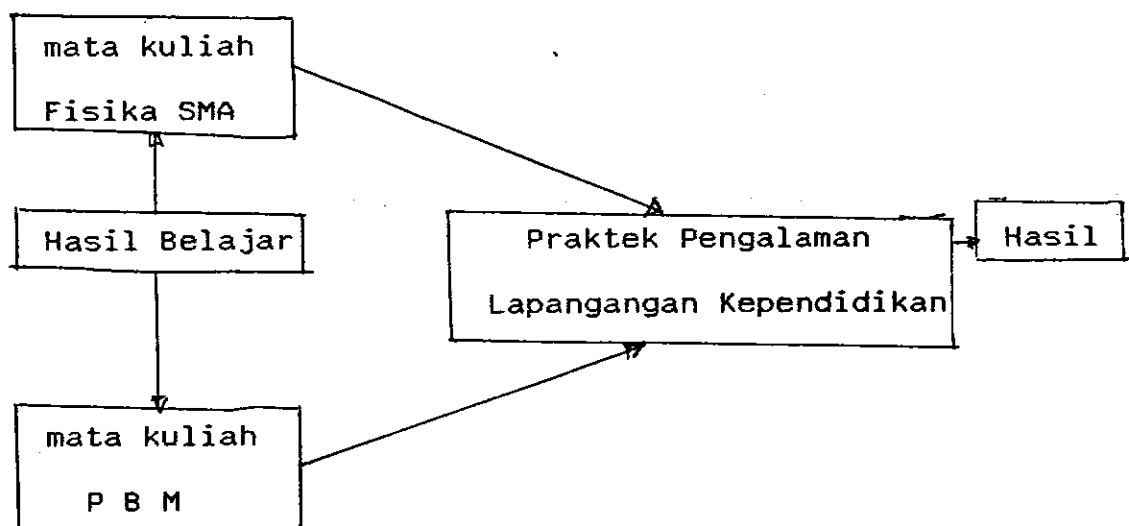 mata kuliah
Fisika SMA
Hasil Belajar
mata kuliah
P B M
Praktek Pengalaman
Lapangangan Kependidikan
Hasil